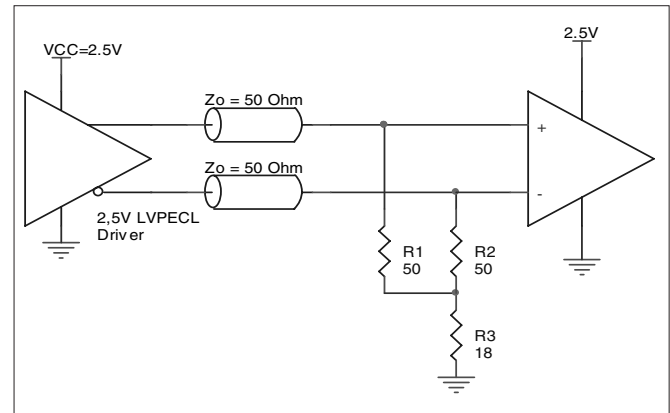 2.5V
VCC=2.5V
Zo = 50 Ohm
+
Zo = 50 Ohm
-
2,5V LVPECL
Driver
R1
50
R2
50
R3
18